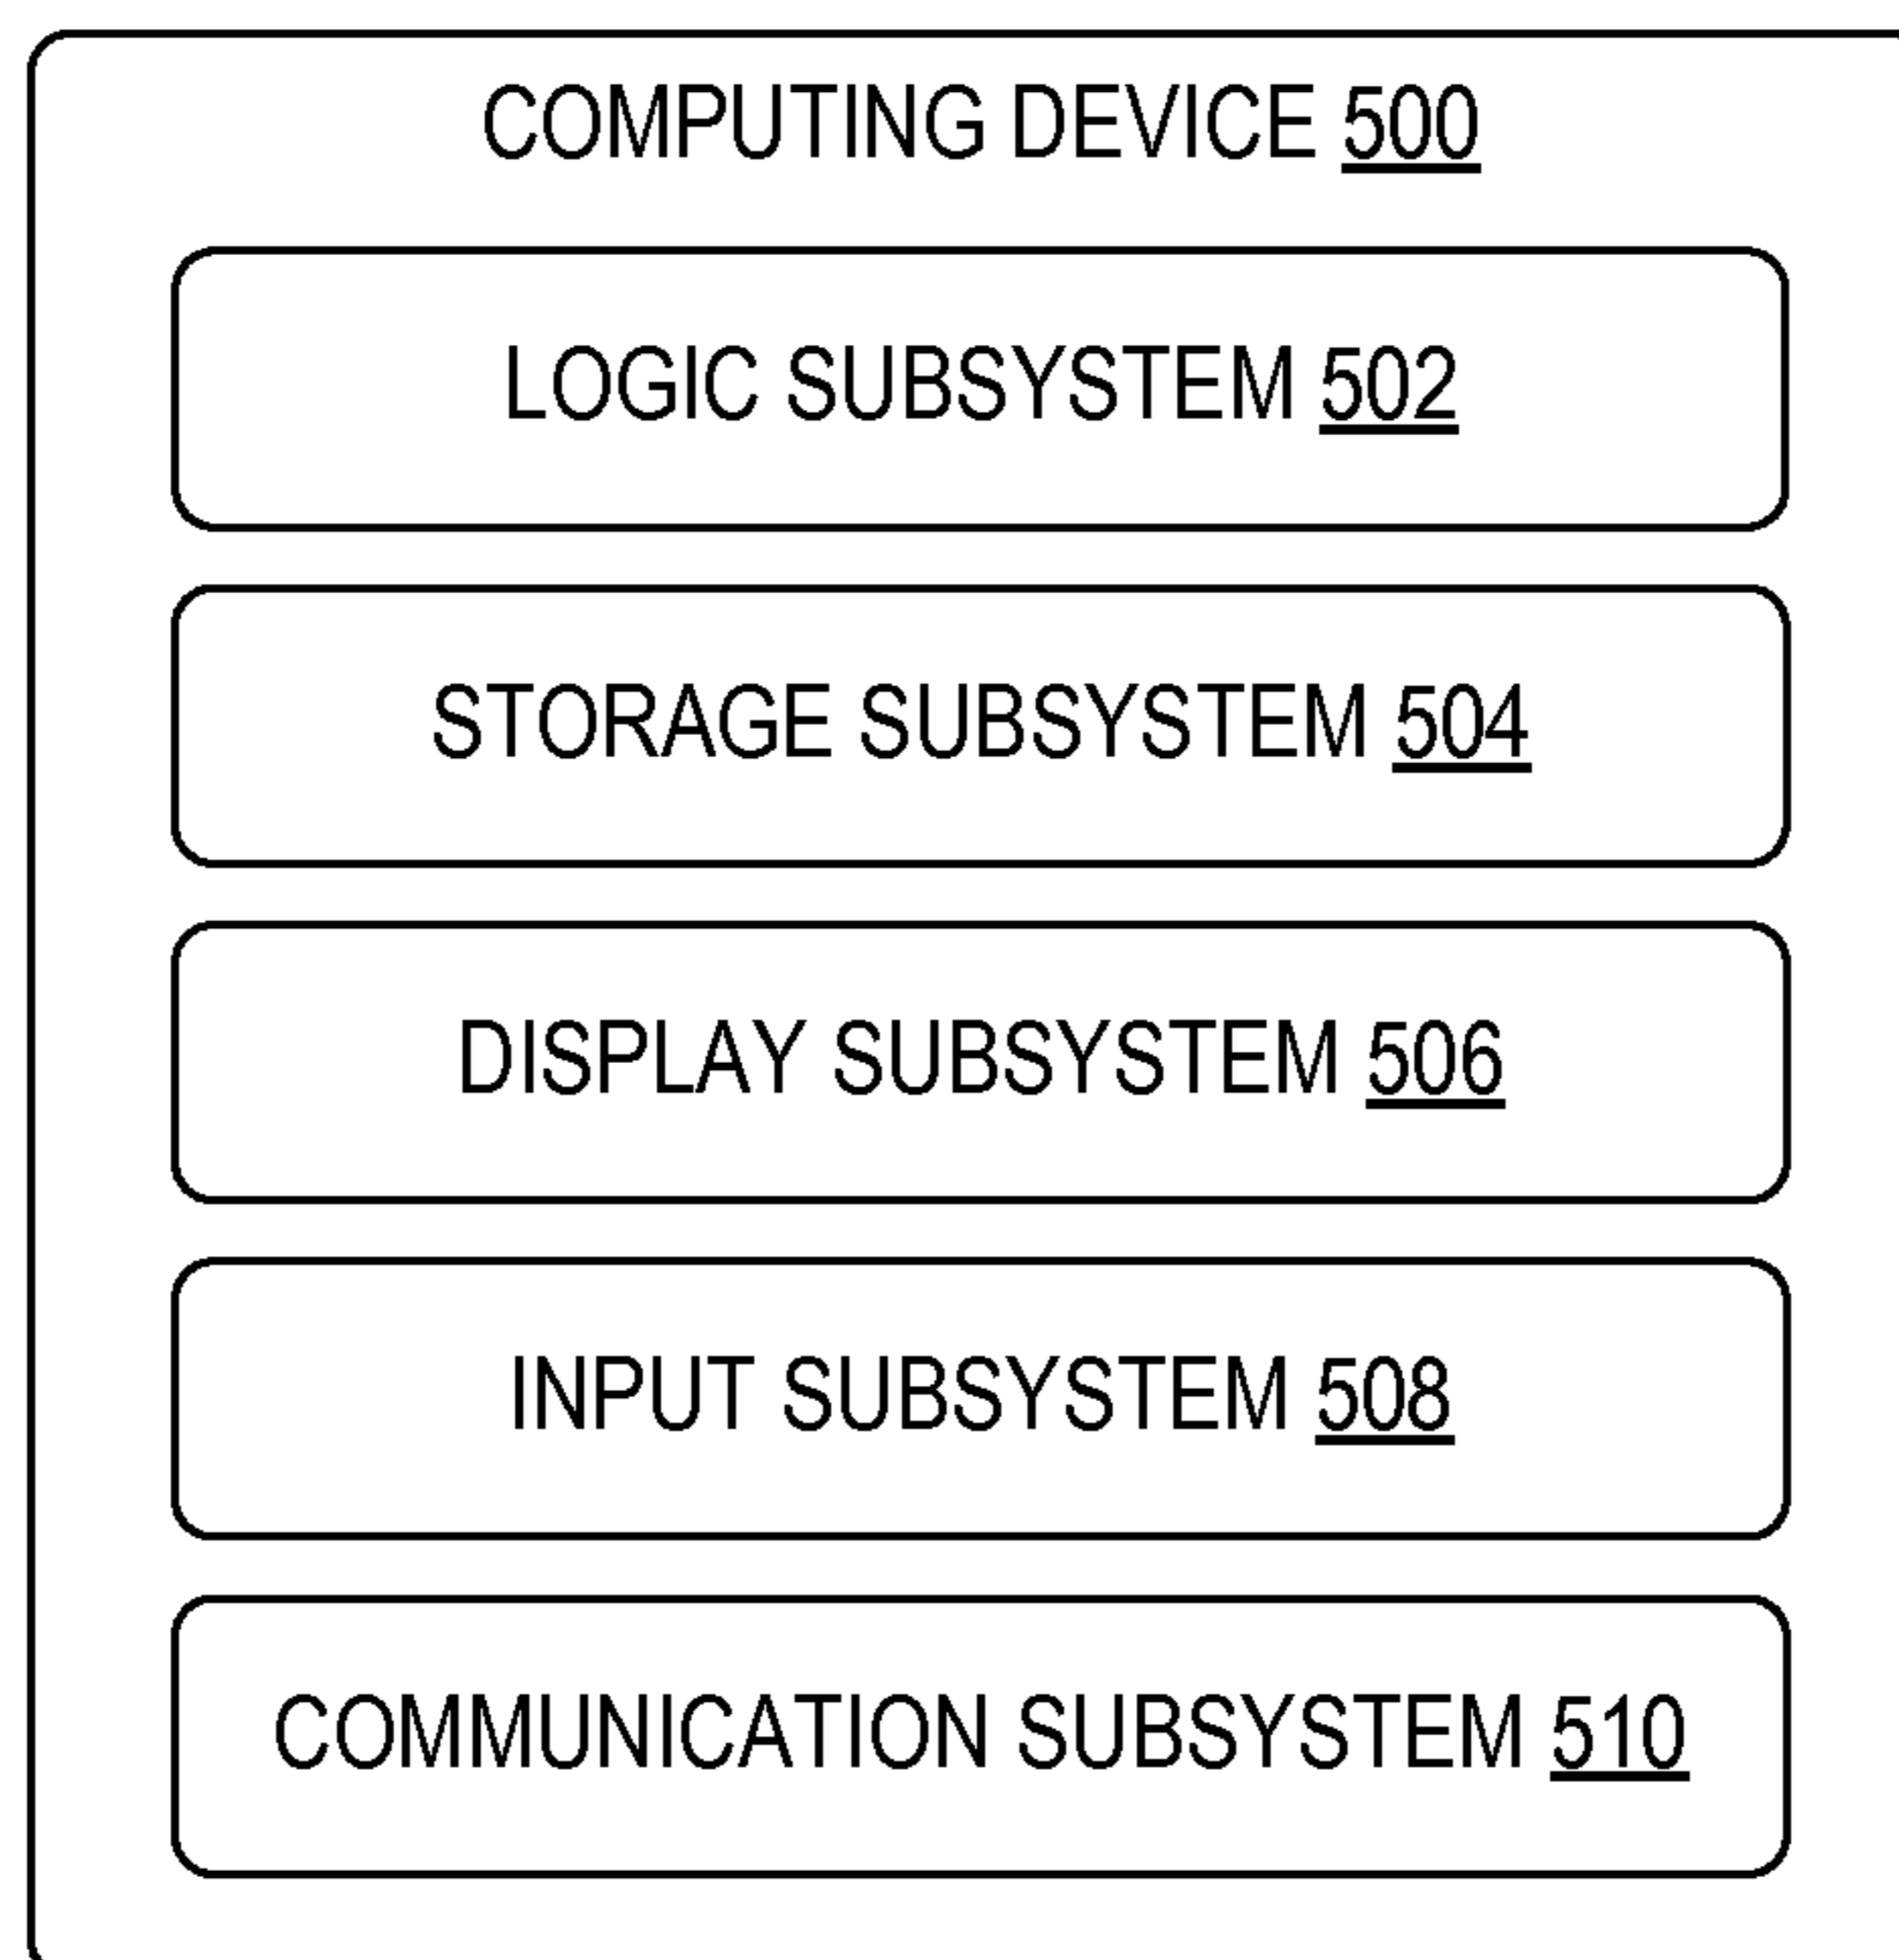 COMPUTING DEVICE 500
LOGIC SUBSYSTEM 502
STORAGE SUBSYSTEM 504
DISPLAY SUBSYSTEM 506
INPUT SUBSYSTEM 508
COMMUNICATION SUBSYSTEM 510